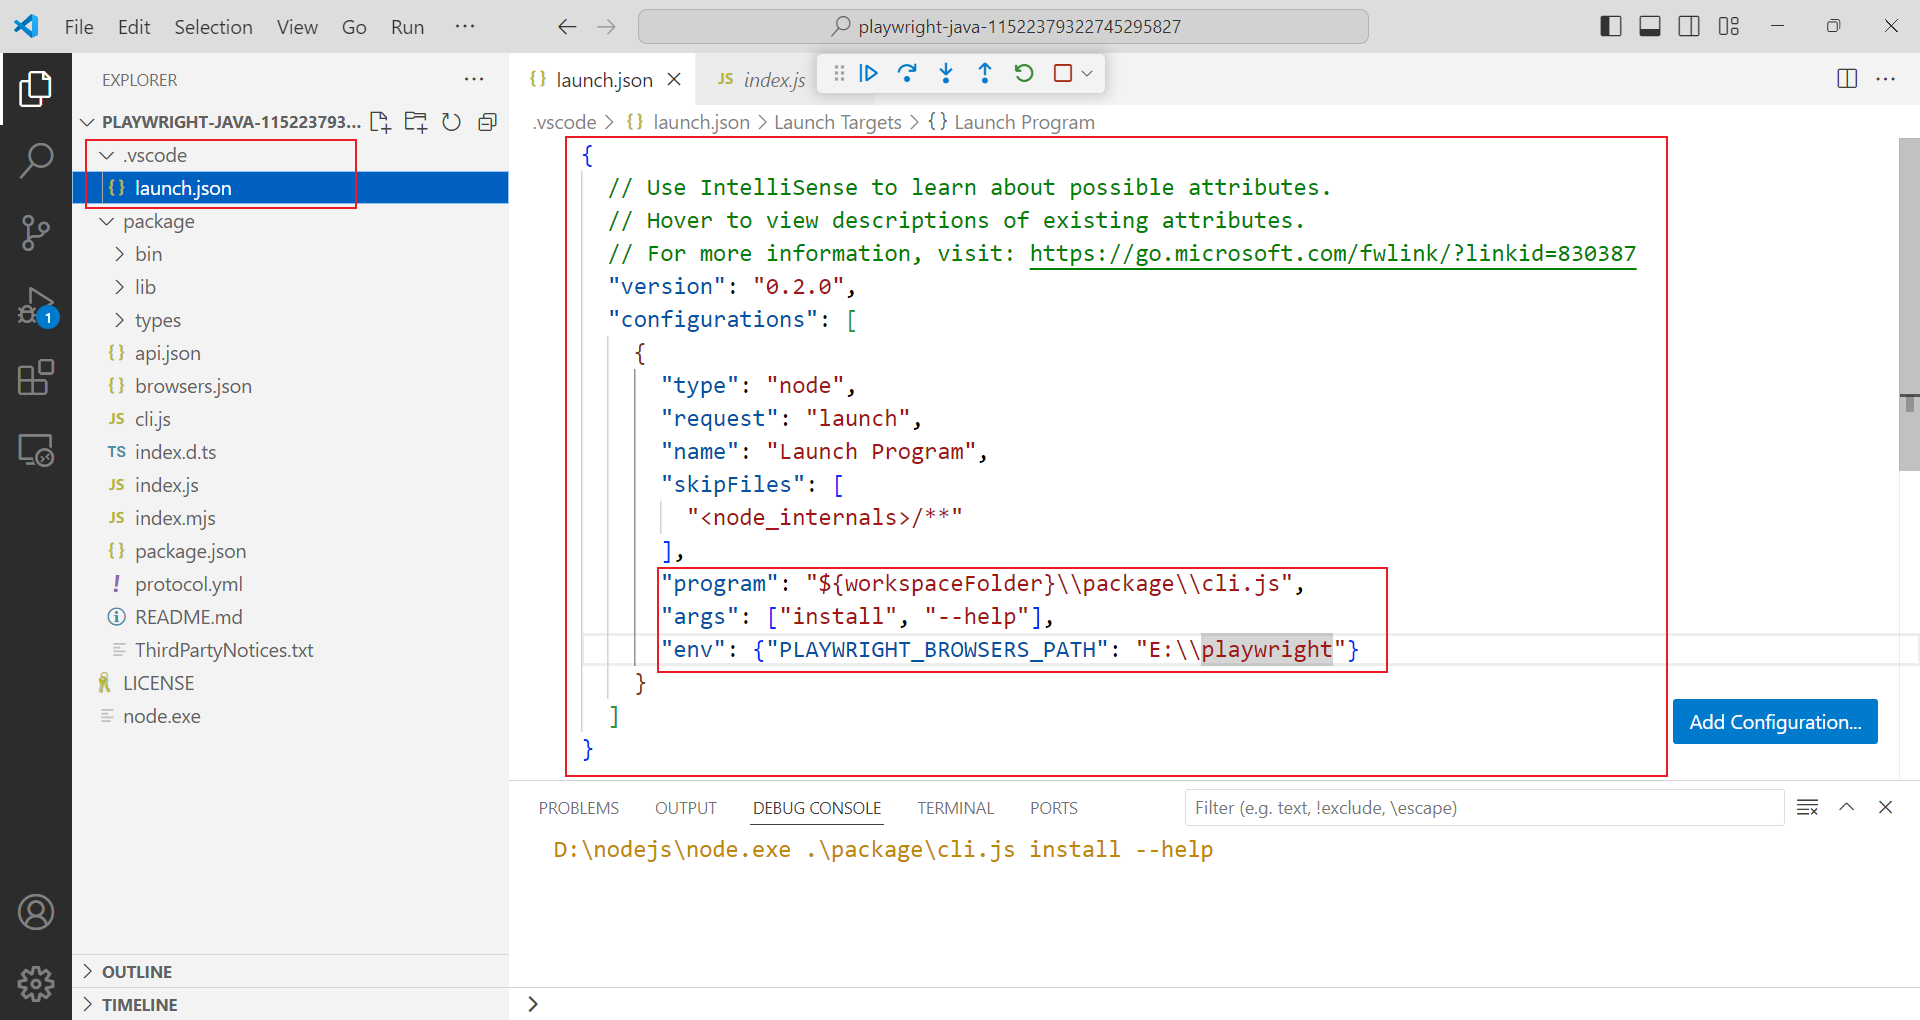 File Edit Selection View Go Run ···
playwright-java-11522379322745295827
EXPLORER ···
PLAYWRIGHT-JAVA-115223793...
.vscode
{} launch.json
package
bin
lib
types
{} api.json
{} browsers.json
JS cli.js
TS index.d.ts
JS index.js
JS index.mjs
{} package.json
! protocol.yml
README.md
ThirdPartyNotices.txt
LICENSE
node.exe
OUTLINE
TIMELINE
1
{} launch.json
JS index.js
.vscode > {} launch.json > Launch Targets > {} Launch Program
{
// Use IntelliSense to learn about possible attributes.
// Hover to view descriptions of existing attributes.
// For more information, visit: https://go.microsoft.com/fwlink/?linkid=830387
"version": "0.2.0",
"configurations": [
{
"type": "node",
"request": "launch",
"name": "Launch Program",
"skipFiles": [
"<node_internals>/**"
],
"program": "${workspaceFolder}\\package\\cli.js",
"args": ["install", "--help"],
"env": {"PLAYWRIGHT_BROWSERS_PATH": "E:\\playwright"}
}
]
}
Add Configuration...
PROBLEMS OUTPUT DEBUG CONSOLE TERMINAL PORTS
Filter (e.g. text, !exclude, \escape)
D:\nodejs\node.exe .\package\cli.js install --help
>